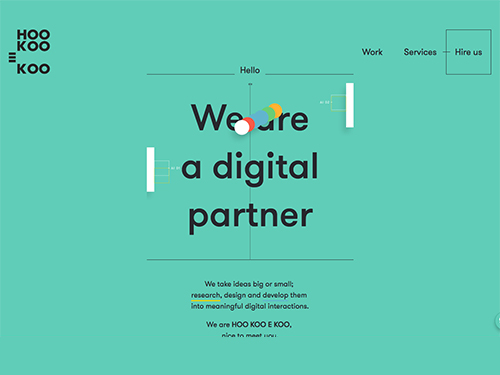 HOO
KOO
E
KOO
Work
Services
Hire us
Hello
We are
a digital
partner
We take ideas big or small;
research, design and develop them
into meaningful digital interactions.
We are HOO KOO E KOO,
nice to meet you